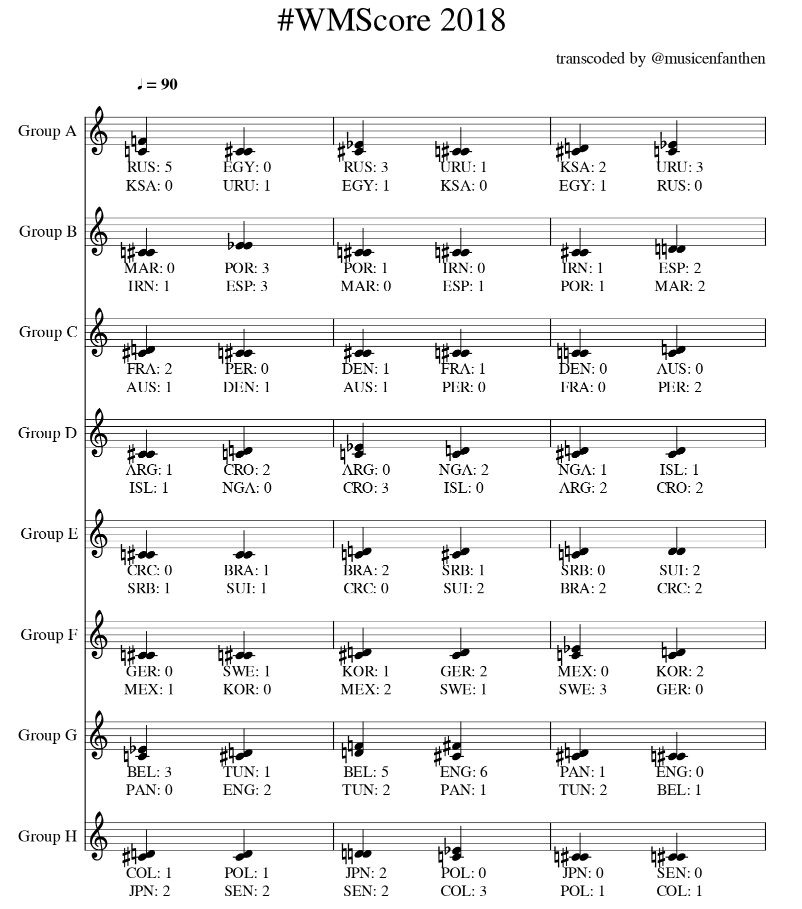 #WMScore 2018
transcoded by @musicenfanthen
♩ = 90
Group A
RUS: 5 EGY: 0 RUS: 3 URU: 1 KSA: 2 URU: 3
KSA: 0 URU: 1 EGY: 1 KSA: 0 EGY: 1 RUS: 0
Group B
MAR: 0 POR: 3 POR: 1 IRN: 0 IRN: 1 ESP: 2
IRN: 1 ESP: 3 MAR: 0 ESP: 1 POR: 1 MAR: 2
Group C
FRA: 2 PER: 0 DEN: 1 FRA: 1 DEN: 0 AUS: 0
AUS: 1 DEN: 1 AUS: 1 PER: 0 FRA: 0 PER: 2
Group D
ARG: 1 CRO: 2 ARG: 0 NGA: 2 NGA: 1 ISL: 1
ISL: 1 NGA: 0 CRO: 3 ISL: 0 ARG: 2 CRO: 2
Group E
CRC: 0 BRA: 1 BRA: 2 SRB: 1 SRB: 0 SUI: 2
SRB: 1 SUI: 1 CRC: 0 SUI: 2 BRA: 2 CRC: 2
Group F
GER: 0 SWE: 1 KOR: 1 GER: 2 MEX: 0 KOR: 2
MEX: 1 KOR: 0 MEX: 2 SWE: 1 SWE: 3 GER: 0
Group G
BEL: 3 TUN: 1 BEL: 5 ENG: 6 PAN: 1 ENG: 0
PAN: 0 ENG: 2 TUN: 2 PAN: 1 TUN: 2 BEL: 1
Group H
COL: 1 POL: 1 JPN: 2 POL: 0 JPN: 0 SEN: 0
JPN: 2 SEN: 2 SEN: 2 COL: 3 POL: 1 COL: 1